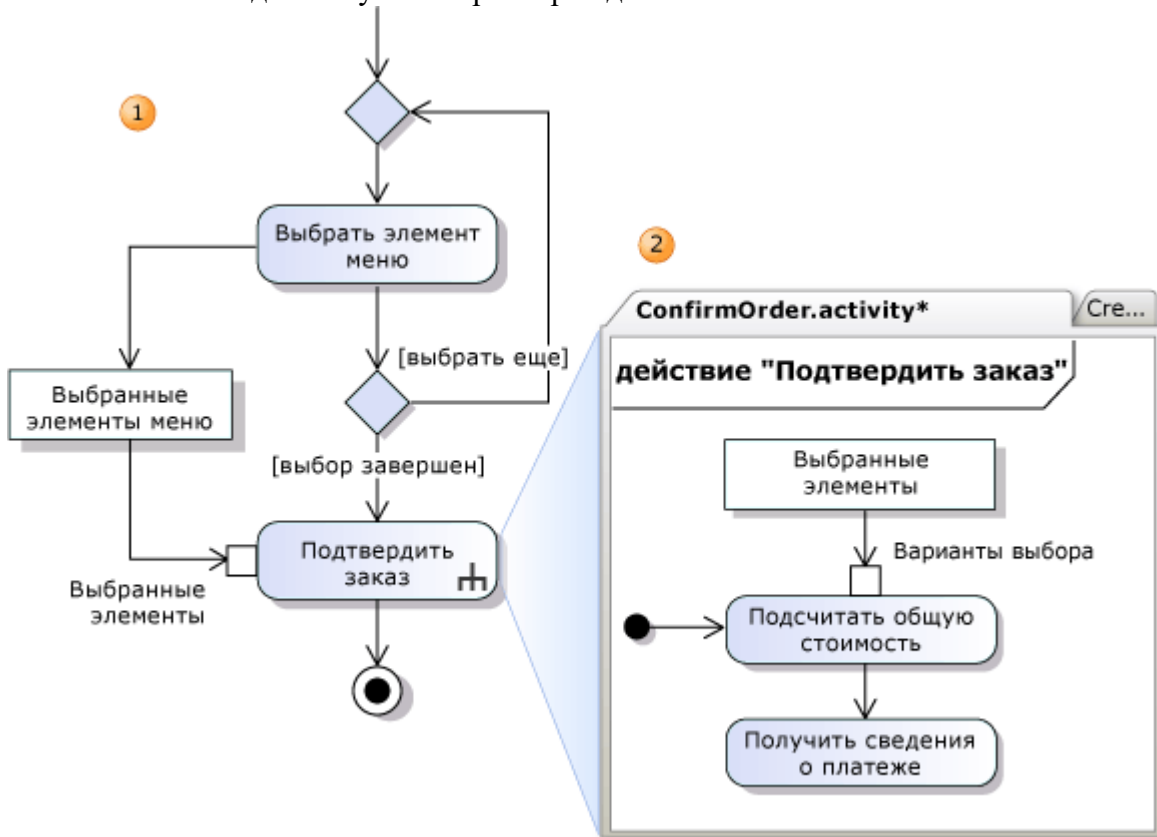 1
Выбрать элемент
меню
2
ConfirmOrder.activity*
Cre...
[выбрать еще]
действие "Подтвердить заказ"
Выбранные
элементы меню
[выбор завершен]
Выбранные
элементы
Подтвердить
заказ
Варианты выбора
Выбранные
элементы
Подсчитать общую
стоимость
Получить сведения
о платеже